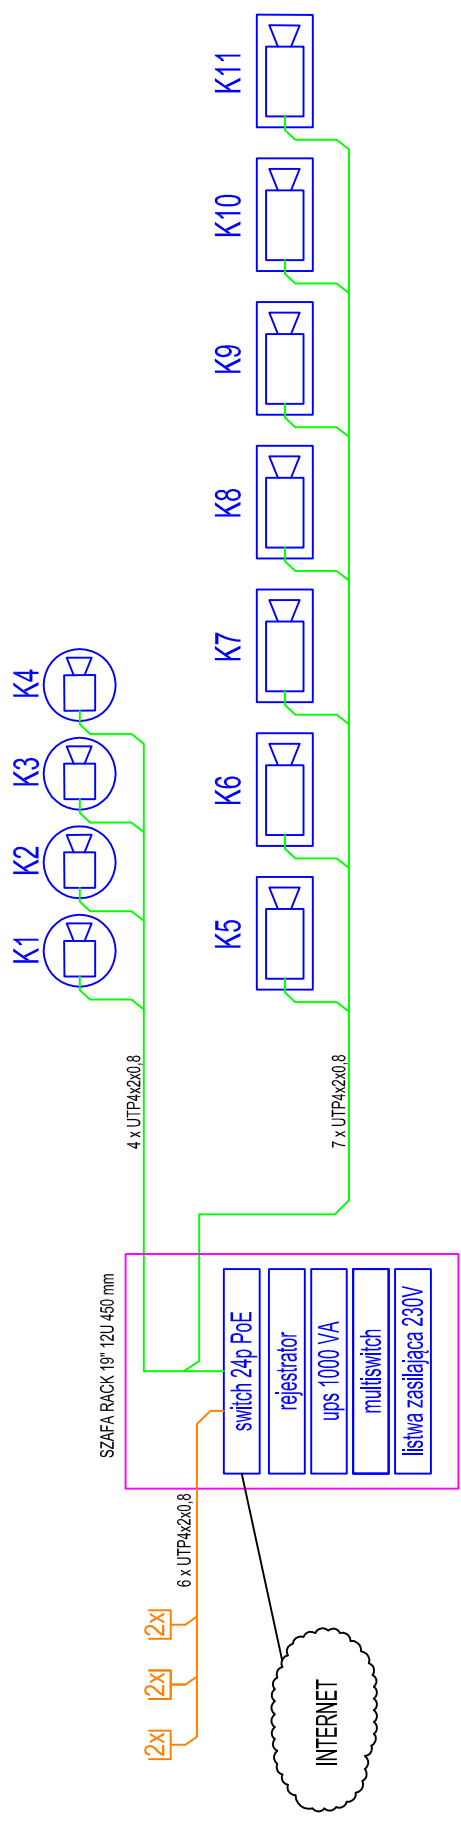 K1
K2
K3
K4
K5
K6
K7
K8
K9
K10
K11
4 x UTP4x2x0,8
7 x UTP4x2x0,8
SZAFA RACK 19" 12U 450 mm
switch 24p PoE
rejestrator
ups 1000 VA
multiswitch
listwa zasilająca 230V
6 x UTP4x2x0,8
2x
2x
2x
INTERNET